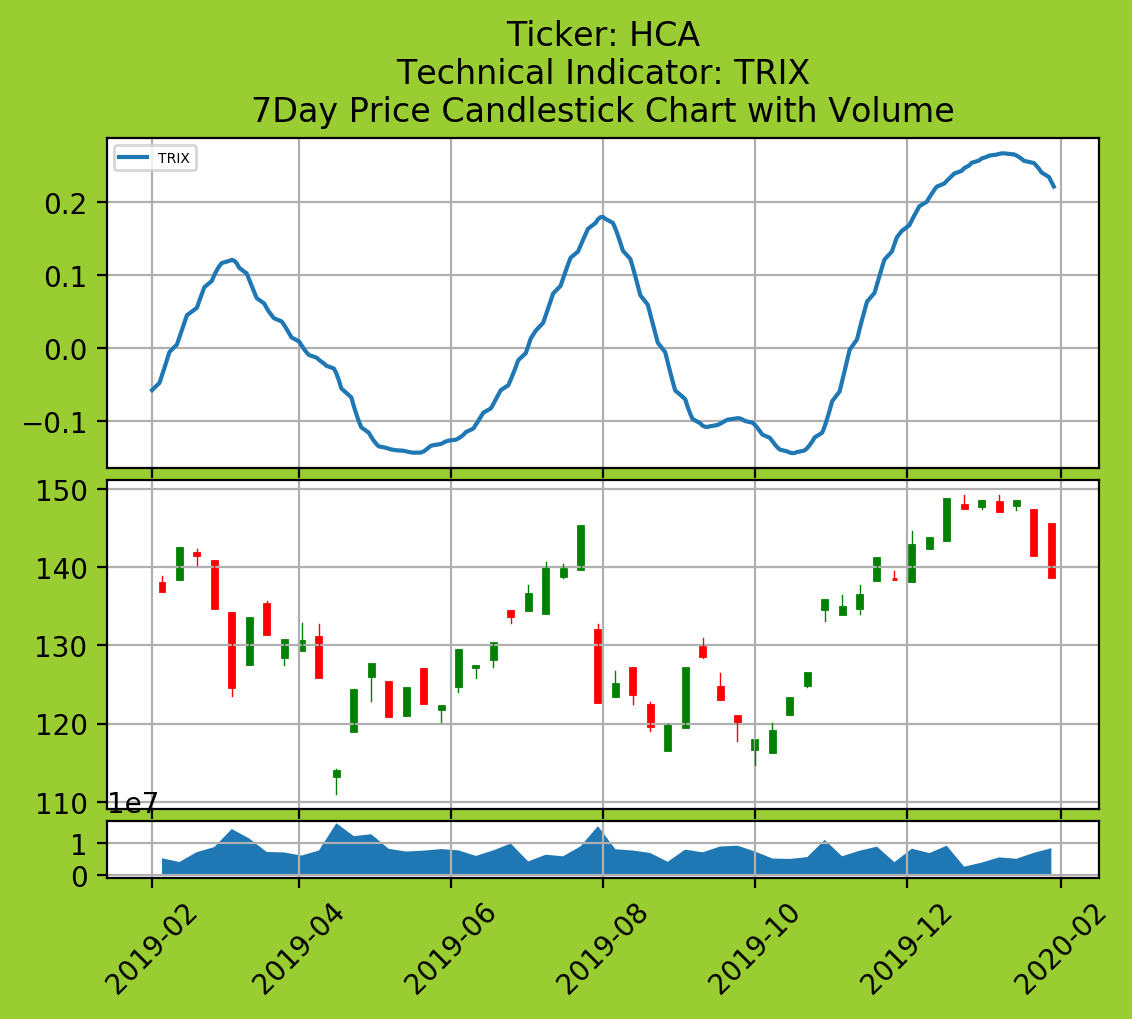 Ticker: HCA
Technical Indicator: TRIX
7Day Price Candlestick Chart with Volume
TRIX
0.2
0.1
0.0
−0.1
150
140
130
120
110
1e7
1
0
2019-02 2019-04 2019-06 2019-08 2019-10 2019-12 2020-02